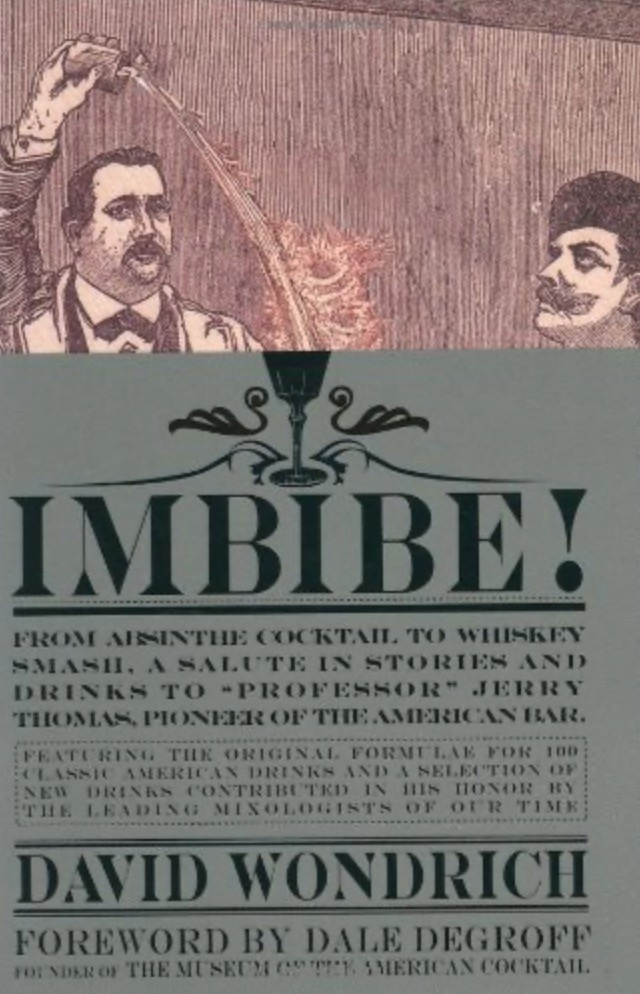 IMBIBE!
FROM ABSINTHE COCKTAIL TO WHISKEY
SMASH, A SALUTE IN STORIES AND
DRINKS TO "PROFESSOR" JERRY
THOMAS, PIONEER OF THE AMERICAN BAR.
FEATURING THE ORIGINAL FORMULAE FOR 100
CLASSIC AMERICAN DRINKS AND A SELECTION OF
NEW DRINKS CONTRIBUTED IN HIS HONOR BY
THE LEADING MIXOLOGISTS OF OUR TIME
DAVID WONDRICH
FOREWORD BY DALE DEGROFF
FOUNDER OF THE MUSEUM OF THE AMERICAN COCKTAIL